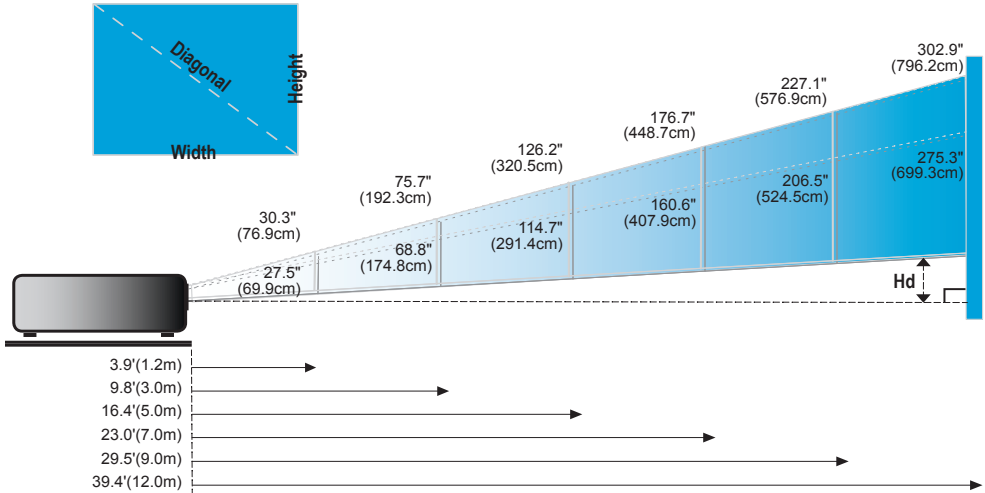 Diagonal
Height
Width
302.9"
(796.2cm)
227.1"
(576.9cm)
176.7"
(448.7cm)
126.2"
(320.5cm)
75.7"
(192.3cm)
30.3"
(76.9cm)
275.3"
(699.3cm)
206.5"
(524.5cm)
160.6"
(407.9cm)
114.7"
(291.4cm)
68.8"
(174.8cm)
27.5"
(69.9cm)
Hd
3.9'(1.2m)
9.8'(3.0m)
16.4'(5.0m)
23.0'(7.0m)
29.5'(9.0m)
39.4'(12.0m)